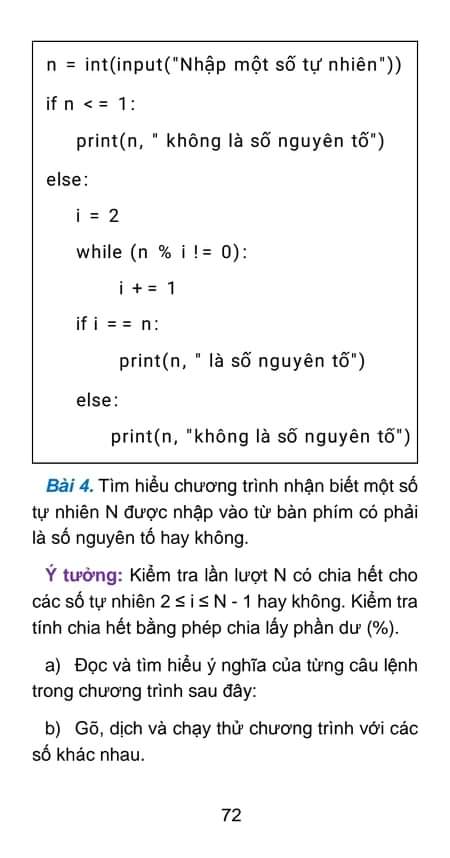 n = int(input("Nhập một số tự nhiên"))
if n < = 1:
print(n, " không là số nguyên tố")
else:
i = 2
while (n % i ! = 0):
i + = 1
if i = = n:
print(n, " là số nguyên tố")
else:
print(n, "không là số nguyên tố")
Bài 4. Tìm hiểu chương trình nhận biết một số
tự nhiên N được nhập vào từ bàn phím có phải
là số nguyên tố hay không.
Ý tưởng: Kiểm tra lần lượt N có chia hết cho
các số tự nhiên 2 ≤ i ≤ N - 1 hay không. Kiểm tra
tính chia hết bằng phép chia lấy phần dư (%).
a) Đọc và tìm hiểu ý nghĩa của từng câu lệnh
trong chương trình sau đây:
b) Gõ, dịch và chạy thử chương trình với các
số khác nhau.
72